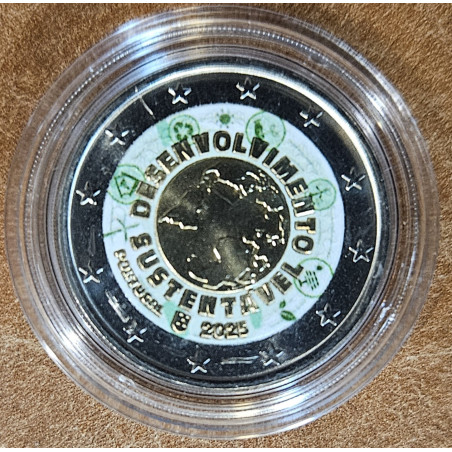 DESENVOLVIMENTO
SUSTENTÁVEL
PORTUGAL
2025